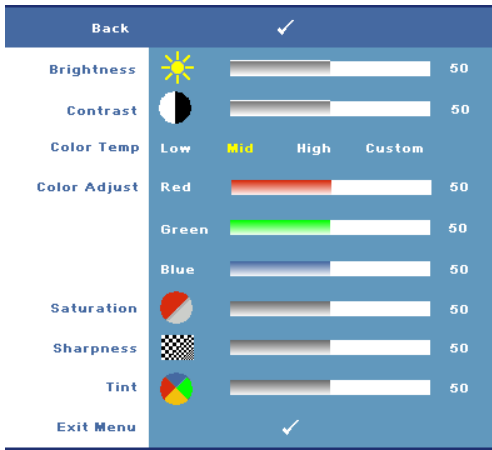 Back
Brightness 50
Contrast 50
Color Temp Low Mid High Custom
Color Adjust Red 50
Green 50
Blue 50
Saturation 50
Sharpness 50
Tint 50
Exit Menu